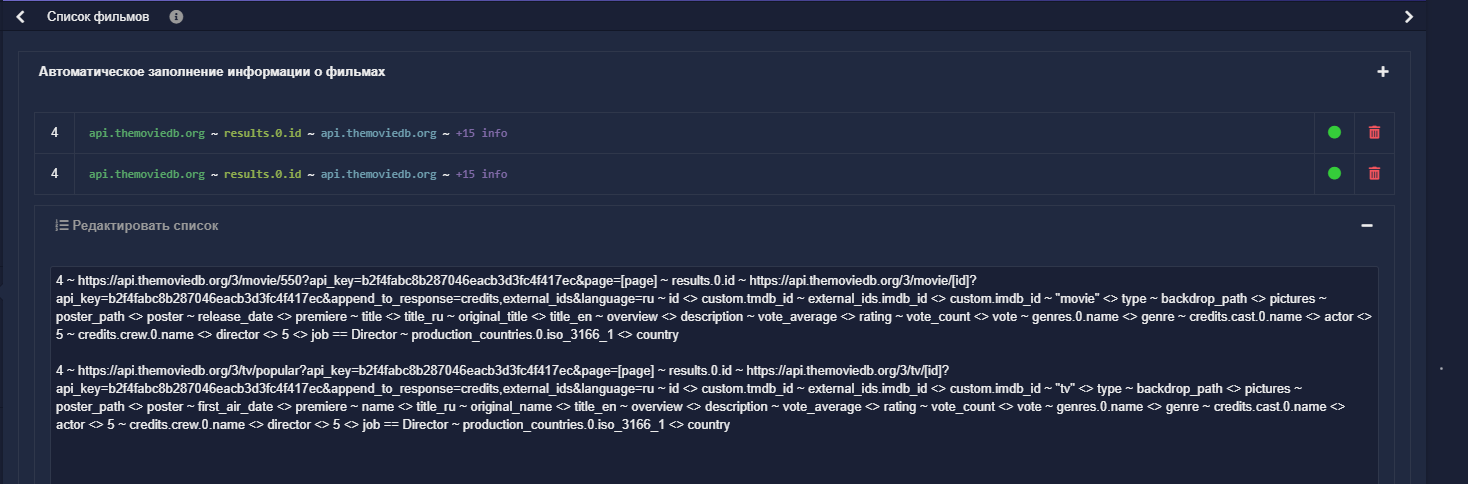 Список фильмов
Автоматическое заполнение информации о фильмах
4 api.themoviedb.org ~ results.0.id ~ api.themoviedb.org ~ +15 info
4 api.themoviedb.org ~ results.0.id ~ api.themoviedb.org ~ +15 info
Редактировать список
4 ~ https://api.themoviedb.org/3/movie/550?api_key=b2f4fabc8b287046eacb3d3fc4f417ec&page=[page] ~ results.0.id ~ https://api.themoviedb.org/3/movie/[id]?
api_key=b2f4fabc8b287046eacb3d3fc4f417ec&append_to_response=credits,external_ids&language=ru ~ id <> custom.tmdb_id ~ external_ids.imdb_id <> custom.imdb_id ~ "movie" <> type ~ backdrop_path <> pictures ~
poster_path <> poster ~ release_date <> premiere ~ title <> title_ru ~ original_title <> title_en ~ overview <> description ~ vote_average <> rating ~ vote_count <> vote ~ genres.0.name <> genre ~ credits.cast.0.name <> actor <>
5 ~ credits.crew.0.name <> director <> 5 <> job == Director ~ production_countries.0.iso_3166_1 <> country
4 ~ https://api.themoviedb.org/3/tv/popular?api_key=b2f4fabc8b287046eacb3d3fc4f417ec&page=[page] ~ results.0.id ~ https://api.themoviedb.org/3/tv/[id]?
api_key=b2f4fabc8b287046eacb3d3fc4f417ec&append_to_response=credits,external_ids&language=ru ~ id <> custom.tmdb_id ~ external_ids.imdb_id <> custom.imdb_id ~ "tv" <> type ~ backdrop_path <> pictures ~
poster_path <> poster ~ first_air_date <> premiere ~ name <> title_ru ~ original_name <> title_en ~ overview <> description ~ vote_average <> rating ~ vote_count <> vote ~ genres.0.name <> genre ~ credits.cast.0.name <>
actor <> 5 ~ credits.crew.0.name <> director <> 5 <> job == Director ~ production_countries.0.iso_3166_1 <> country